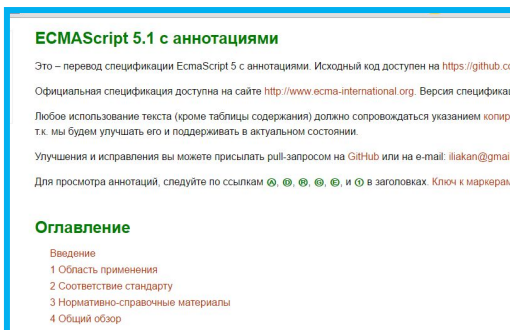 ECMAScript 5.1 с аннотациями
Это – перевод спецификации EcmaScript 5 с аннотациями. Исходный код доступен на https://github.co
Официальная спецификация доступна на сайте http://www.ecma-international.org. Версия спецификац
Любое использование текста (кроме таблицы содержания) должно сопровождаться указанием копир
т.к. мы будем улучшать его и поддерживать в актуальном состоянии.
Улучшения и исправления вы можете присылать pull-запросом на GitHub или на e-mail: iliakan@gmai
Для просмотра аннотаций, следуйте по ссылкам Ⓐ, Ⓓ, Ⓡ, Ⓖ, Ⓔ, и ① в заголовках. Ключ к маркерам
Оглавление
Введение
1 Область применения
2 Соответствие стандарту
3 Нормативно-справочные материалы
4 Общий обзор